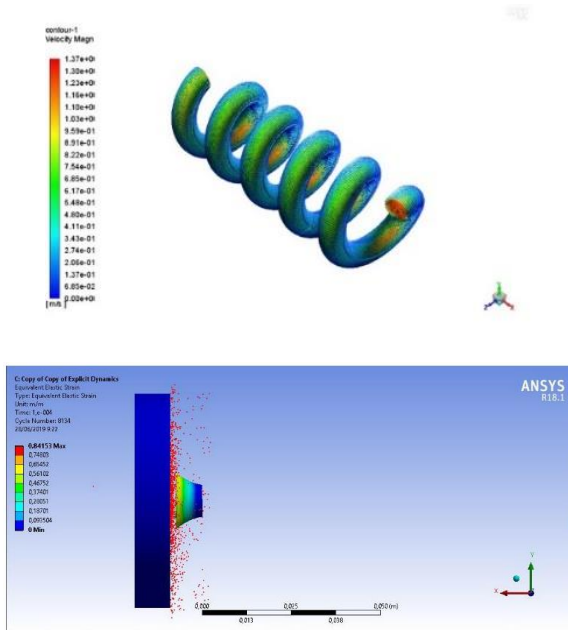 contour-1
Velocity Magn
1.37e+0
1.30e+0
1.23e+0
1.16e+0
1.10e+0
1.03e+0
9.59e-01
8.91e-01
8.22e-01
7.54e-01
6.85e-01
6.17e-01
5.48e-01
4.80e-01
4.11e-01
3.43e-01
2.74e-01
2.06e-01
1.37e-01
6.85e-02
0.00e+0
[m/s]
Y
Z
X
C: Copy of Copy of Explicit Dynamics
Equivalent Elastic Strain
Type: Equivalent Elastic Strain
Unit: m/m
Time: 1,e-004
Cycle Number: 8134
0,84153 Max
0,74803
0,65452
0,56102
0,46752
0,37401
0,28051
0,18701
0,093504
0 Min
ANSYS
R18.1
0,000
0,025
0,050 (m)
0,013
0,038
Y
X